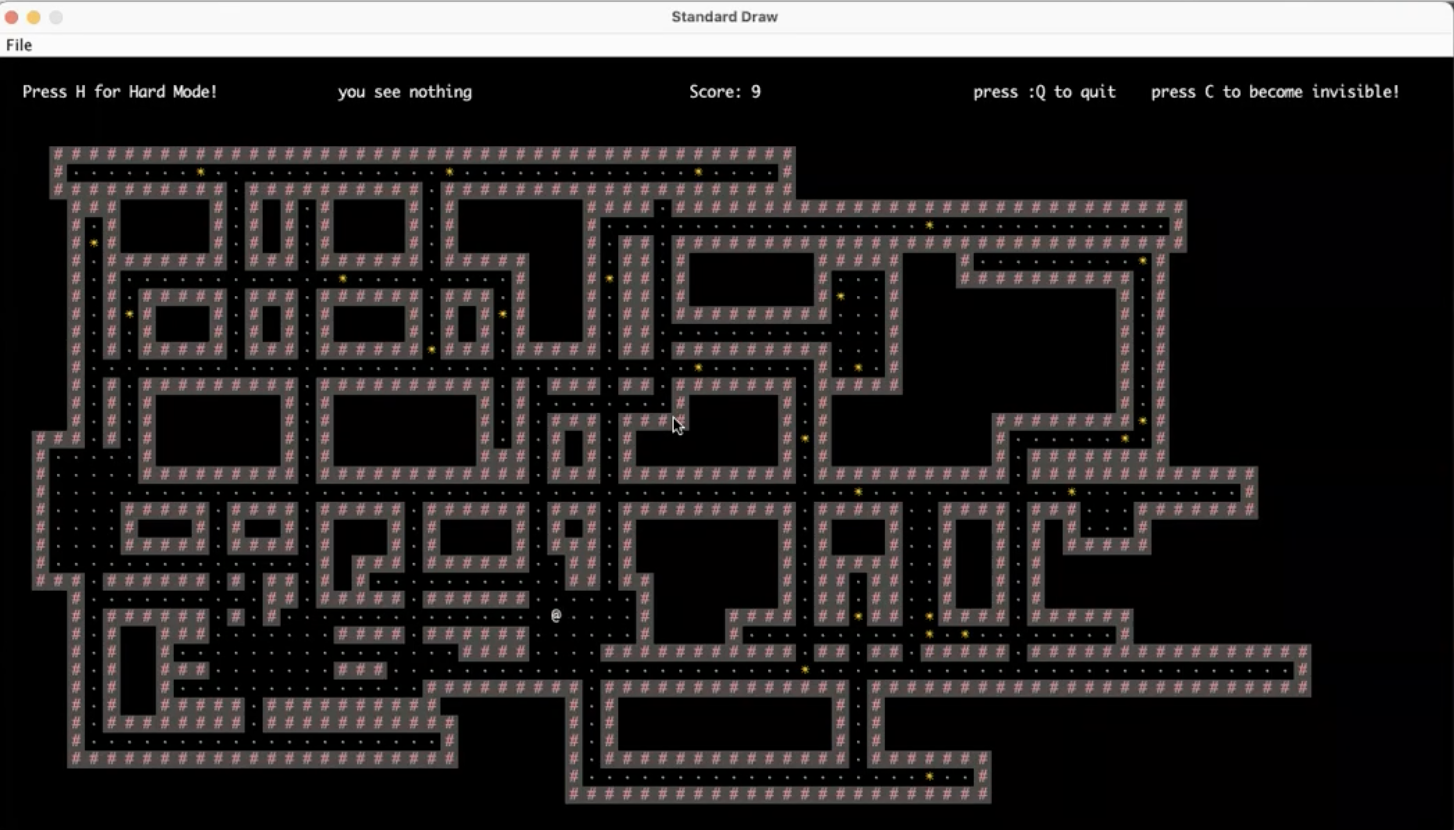 Standard Draw
File
Press H for Hard Mode! you see nothing Score: 9 press :Q to quit press C to become invisible!
@